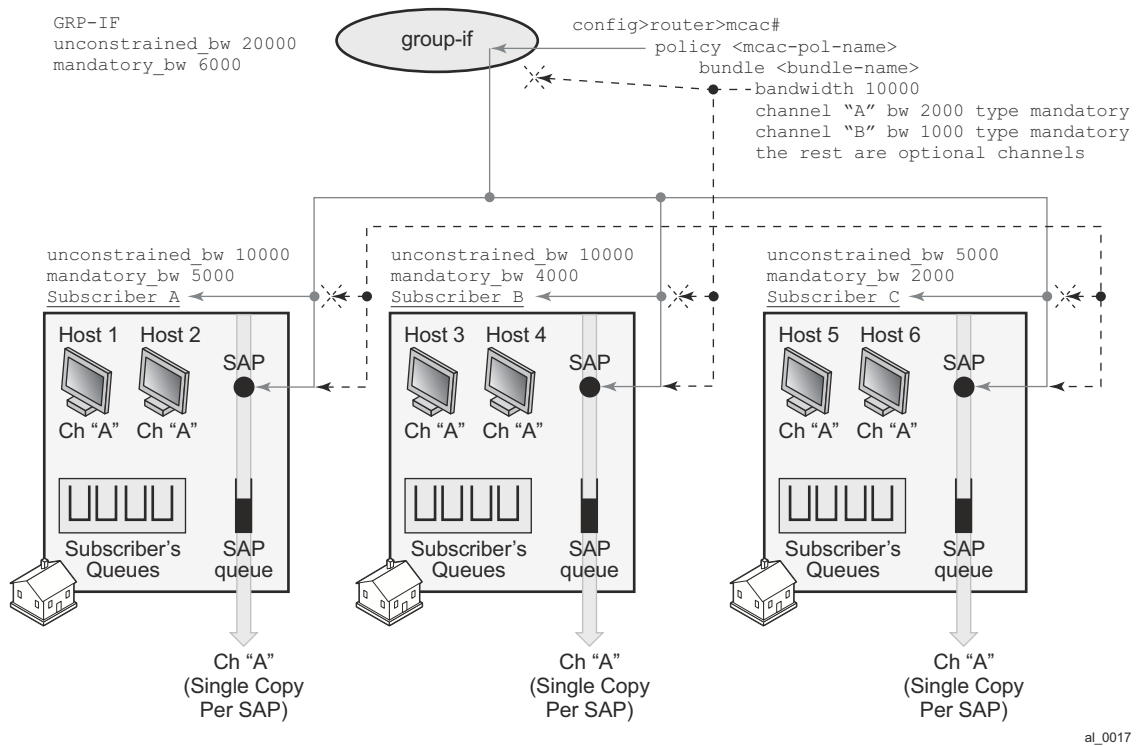 GRP-IF
unconstrained_bw 20000
mandatory_bw 6000
group-if
config>router>mcac#
policy <mcac-pol-name>
bundle <bundle-name>
bandwidth 10000
channel “A” bw 2000 type mandatory
channel “B” bw 1000 type mandatory
the rest are optional channels
unconstrained_bw 10000
mandatory_bw 5000
Subscriber A
unconstrained_bw 10000
mandatory_bw 4000
Subscriber B
unconstrained_bw 5000
mandatory_bw 2000
Subscriber C
Host 1
Host 2
SAP
Ch “A”
Ch “A”
Subscriber’s
Queues
SAP
queue
Host 3
Host 4
SAP
Ch “A”
Ch “A”
Subscriber’s
Queues
SAP
queue
Host 5
Host 6
SAP
Ch “A”
Ch “A”
Subscriber’s
Queues
SAP
queue
Ch “A”
(Single Copy
Per SAP)
Ch “A”
(Single Copy
Per SAP)
Ch “A”
(Single Copy
Per SAP)
al_0017